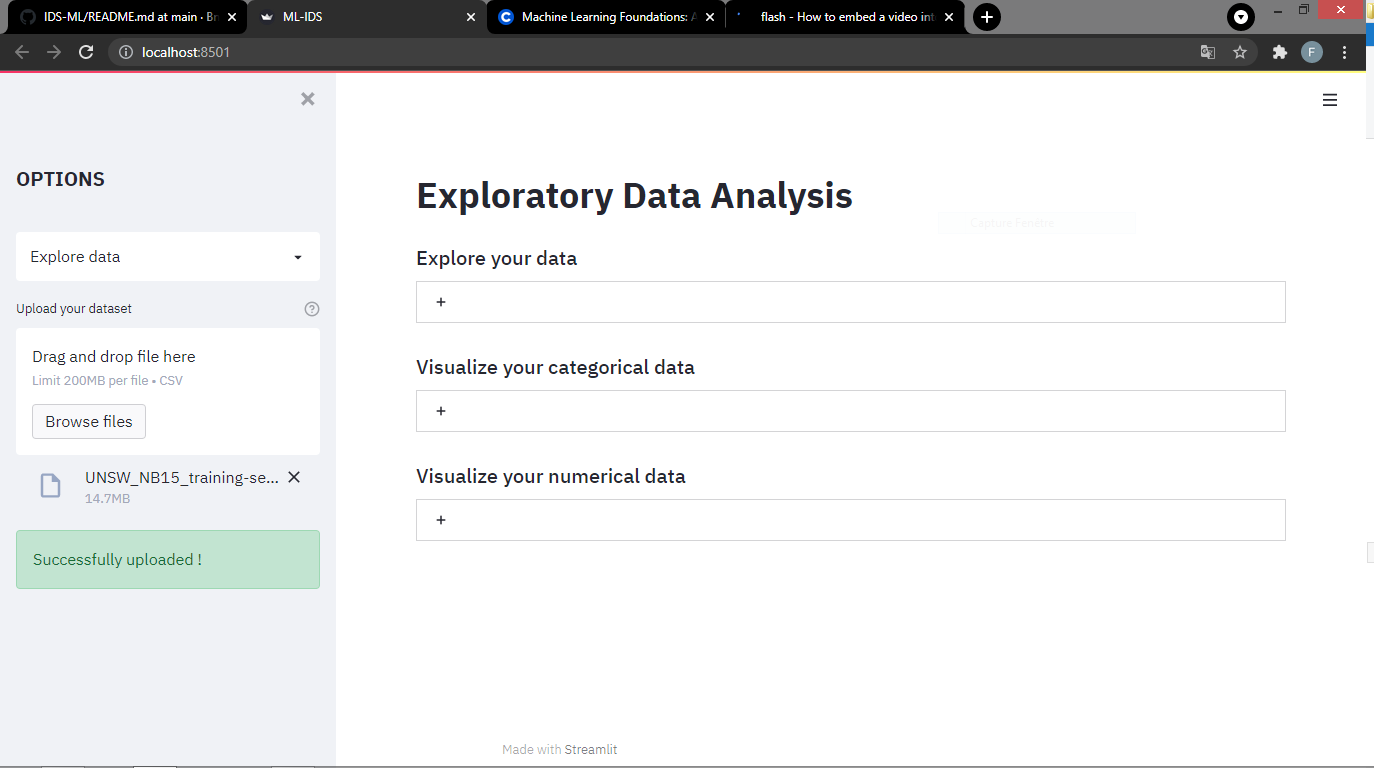 IDS-ML/README.md at main · Br
ML-IDS
Machine Learning Foundations: A
flash - How to embed a video int
localhost:8501
F
OPTIONS
Explore data
Upload your dataset
Drag and drop file here
Limit 200MB per file • CSV
Browse files
UNSW_NB15_training-se...
14.7MB
Successfully uploaded !
Exploratory Data Analysis
Capture Fenêtre
Explore your data
+
Visualize your categorical data
+
Visualize your numerical data
+
Made with Streamlit